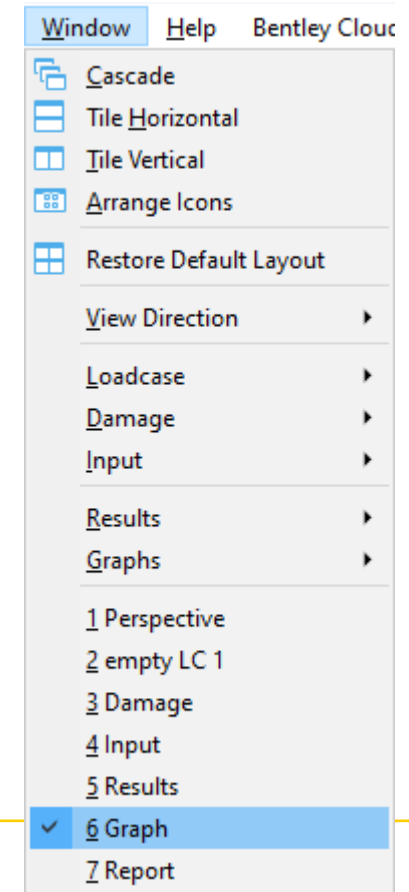 Window Help Bentley Clou
Cascade
Tile Horizontal
Tile Vertical
Arrange Icons
Restore Default Layout
View Direction
Loadcase
Damage
Input
Results
Graphs
1 Perspective
2 empty LC 1
3 Damage
4 Input
5 Results
6 Graph
7 Report